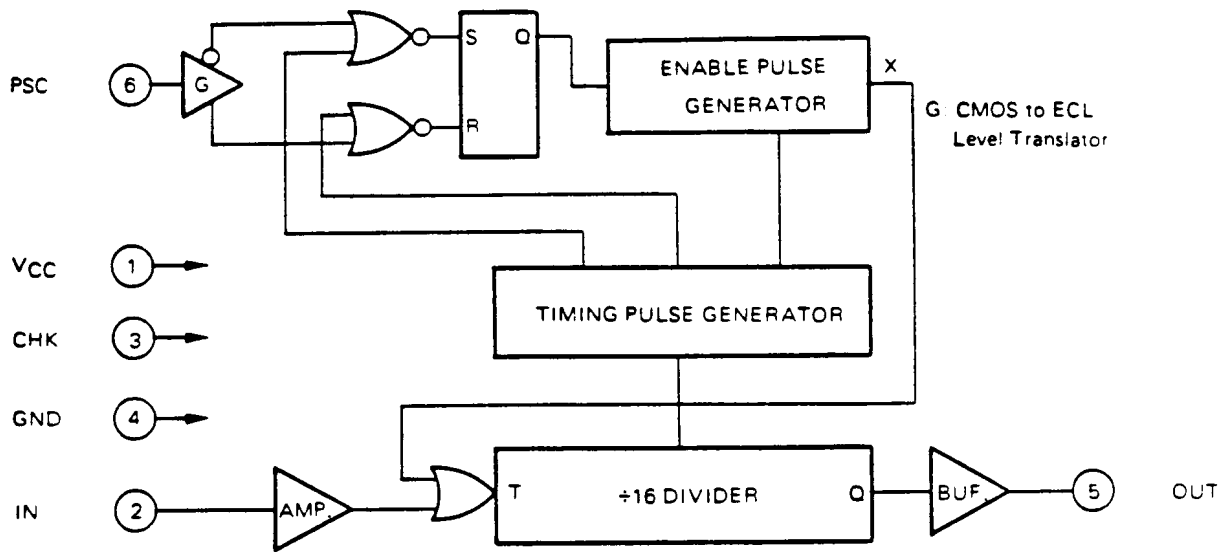 PSC
6
G
S
Q
R
ENABLE PULSE
GENERATOR
X
G: CMOS to ECL
Level Translator
VCC
1
CHK
3
TIMING PULSE GENERATOR
GND
4
IN
2
AMP.
T
÷16 DIVIDER
Q
BUF.
5
OUT